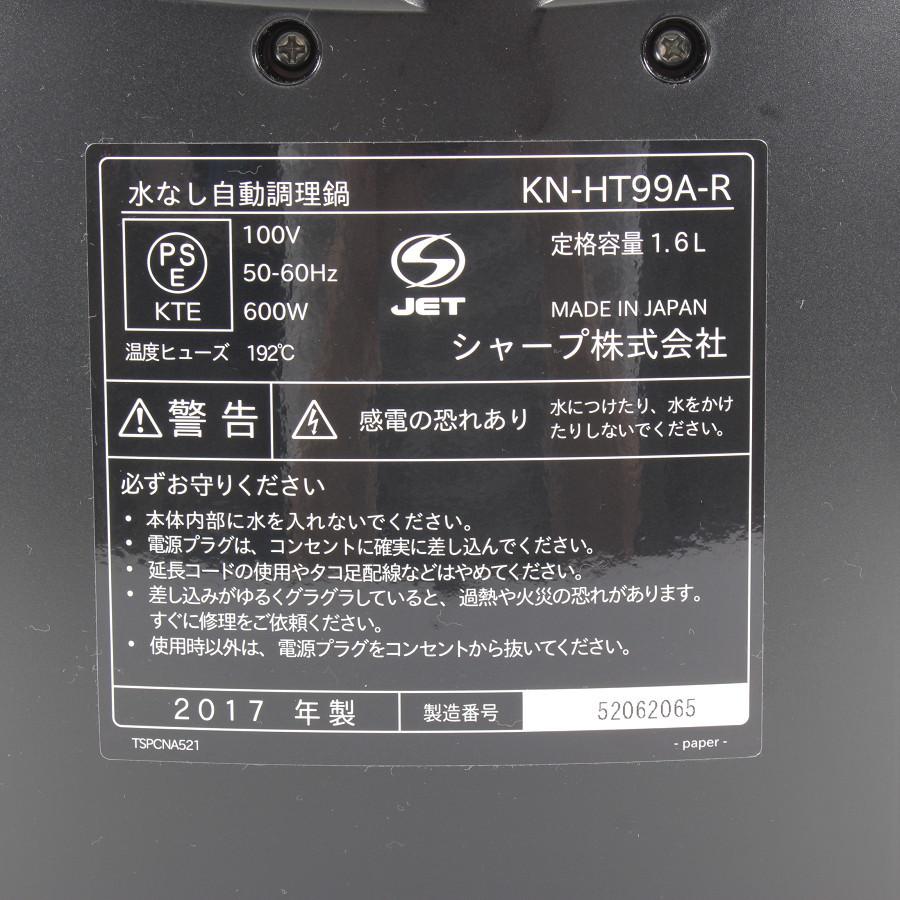 水なし自動調理鍋 KN-HT99A-R
PS
E
KTE
100V
50-60Hz
600W
JET
定格容量1.6L
MADE IN JAPAN
温度ヒューズ 192℃
シャープ株式会社
警告
感電の恐れあり
水につけたり、水をかけ
たりしないでください。
必ずお守りください
・本体内部に水を入れないでください。
・電源プラグは、コンセントに確実に差し込んでください。
・延長コードの使用やタコ足配線などはやめてください。
・差し込みがゆるくグラグラしていると、過熱や火災の恐れがあります。
すぐに修理をご依頼ください。
・使用時以外は、電源プラグをコンセントから抜いてください。
2017 年製 製造番号 52062065
TSPCNA521 - paper -